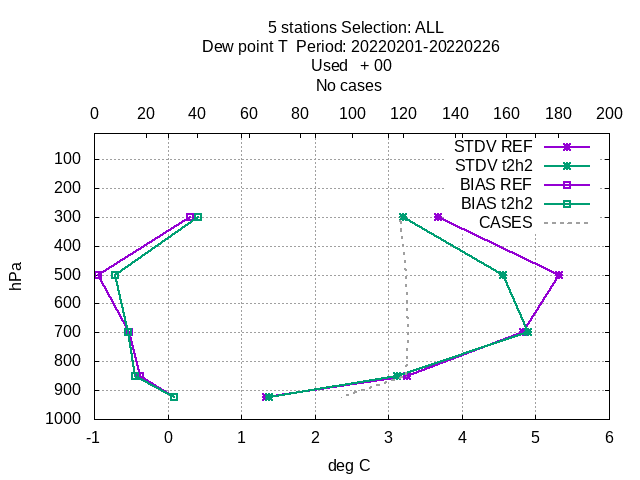 5 stations Selection: ALL
Dew point T  Period: 20220201-20220226
Used   + 00
No cases
0 20 40 60 80 100 120 140 160 180 200
STDV REF
STDV t2h2
BIAS REF
BIAS t2h2
CASES
100
200
300
400
500
600
700
800
900
1000
hPa
-1 0 1 2 3 4 5 6
deg C